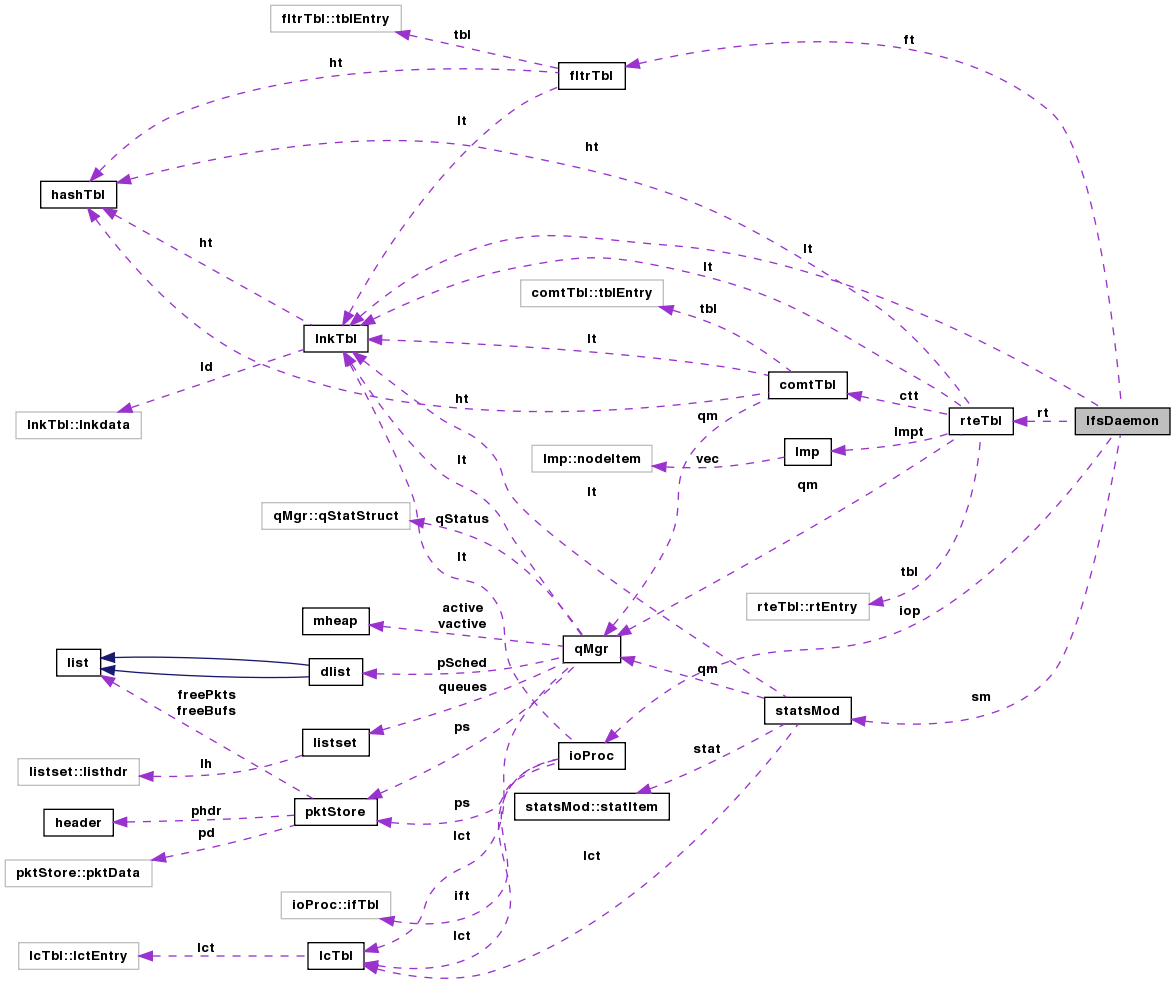 fltrTbl::tblEntry
tbl
ft
ht
fltrTbl
lt
ht
hashTbl
ht
lt
lt
comtTbl::tblEntry
tbl
lnkTbl
lt
ld
comtTbl
ht
ctt
lnkTbl::lnkdata
qm
rteTbl
rt
lfsDaemon
lmpt
lmp::nodeItem
vec
lmp
lt
lt
qm
qMgr::qStatStruct
qStatus
lt
tbl
rteTbl::rtEntry
iop
active
vactive
mheap
qMgr
list
dlist
pSched
qm
queues
freePkts
freeBufs
sm
statsMod
ps
listset
stat
ioProc
lh
listset::listhdr
ps
statsMod::statItem
phdr
pktStore
header
pd
lct
lct
pktStore::pktData
ift
ioProc::ifTbl
lct
lct
lcTbl::lctEntry
lcTbl